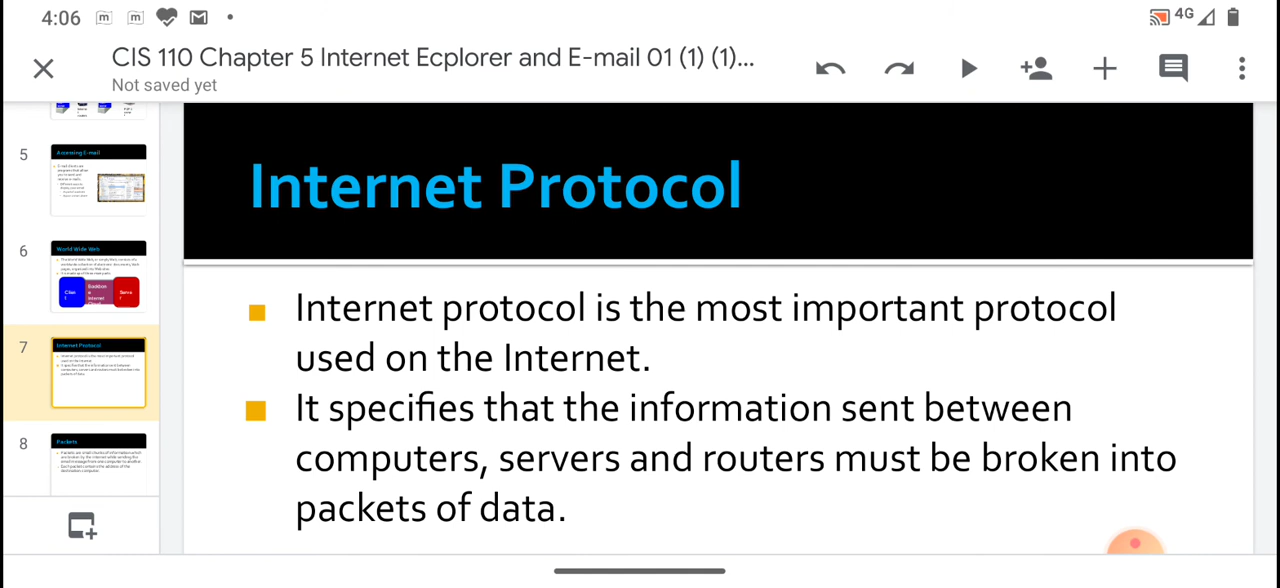 4:06
m
m
4G
CIS 110 Chapter 5 Internet Ecplorer and E-mail 01 (1) (1)...
Not saved yet
5
Accessing E-mail
6
World Wide Web
7
Internet Protocol
8
Packets
Internet Protocol
Internet protocol is the most important protocol
used on the Internet.
It specifies that the information sent between
computers, servers and routers must be broken into
packets of data.